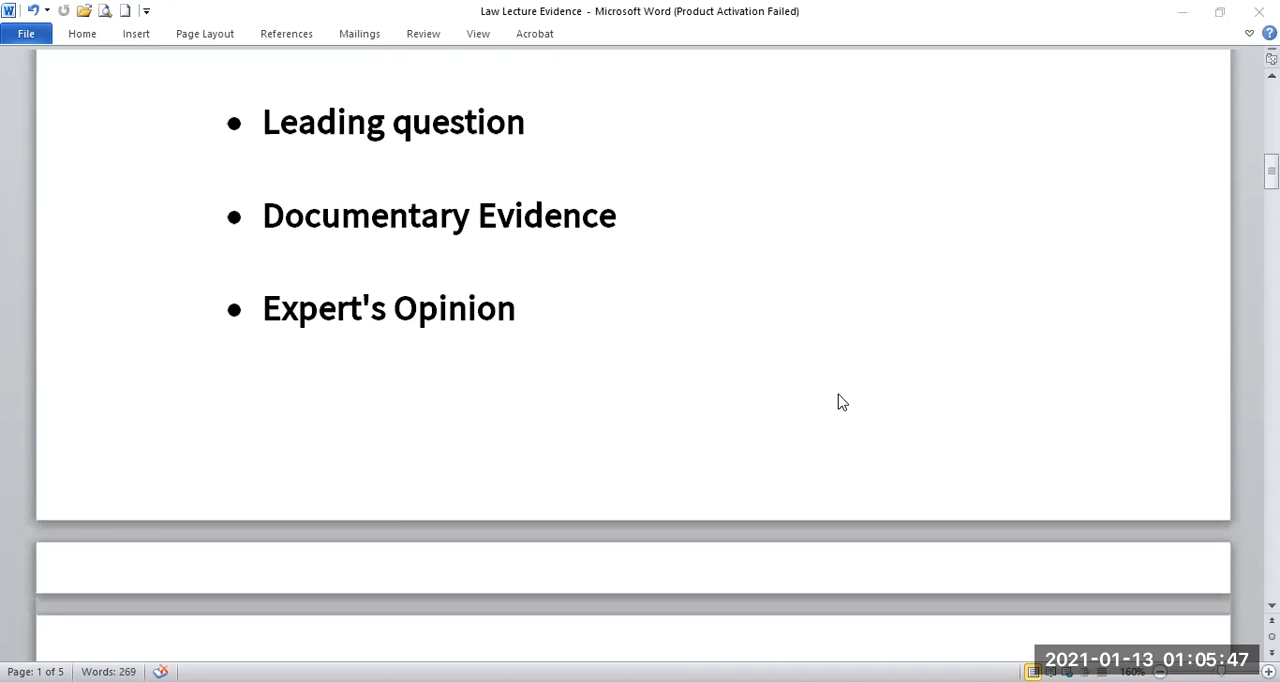 Law Lecture Evidence - Microsoft Word (Product Activation Failed)
File Home Insert Page Layout References Mailings Review View Acrobat
• Leading question
• Documentary Evidence
• Expert's Opinion
2021-01-13 01:05:47
Page: 1 of 5 Words: 269 160%